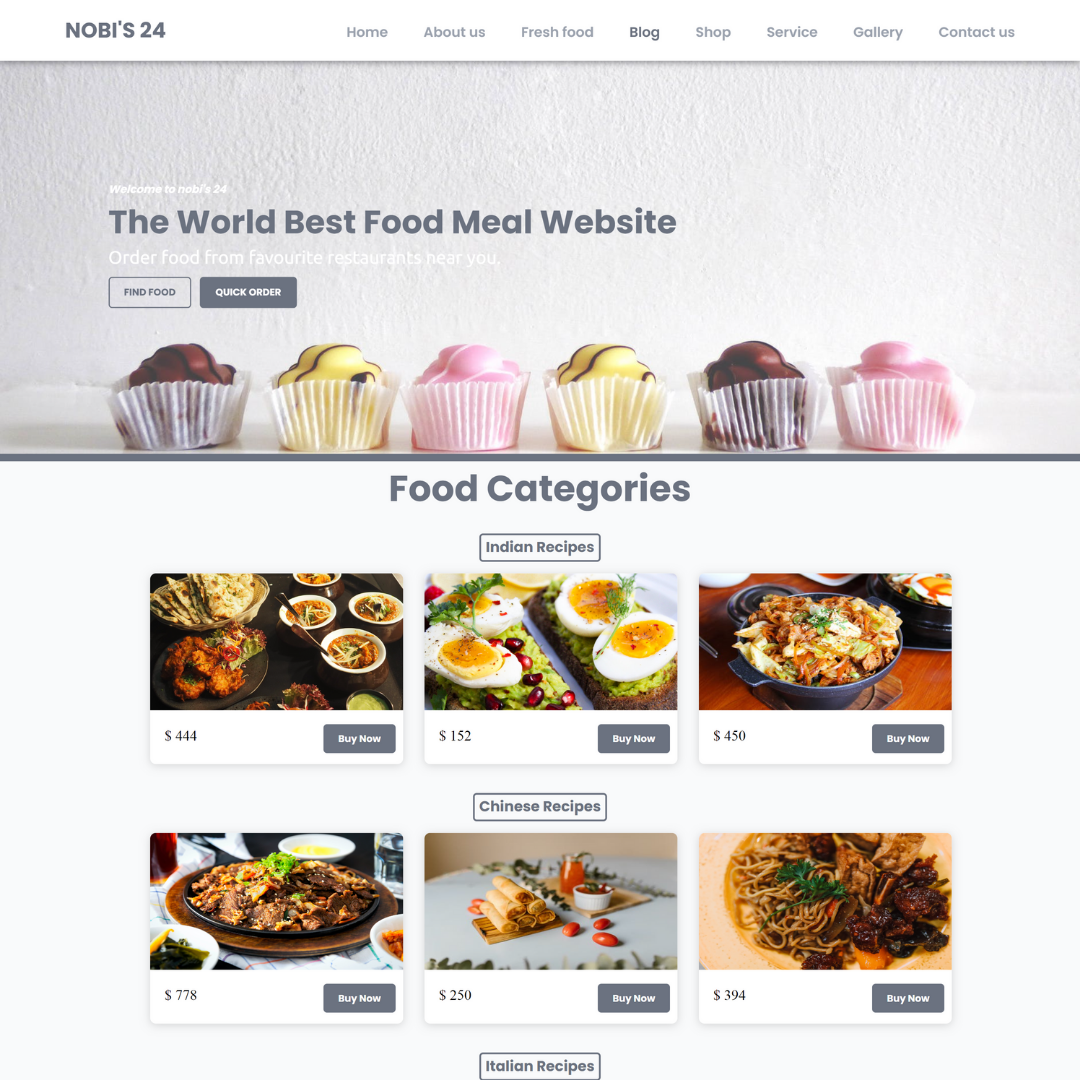 NOBI'S 24
Home About us Fresh food Blog Shop Service Gallery Contact us
Welcome to nobi's 24
The World Best Food Meal Website
Order food from favourite restaurants near you.
FIND FOOD QUICK ORDER
Food Categories
Indian Recipes
$ 444 Buy Now $ 152 Buy Now $ 450 Buy Now
Chinese Recipes
$ 778 Buy Now $ 250 Buy Now $ 394 Buy Now
Italian Recipes